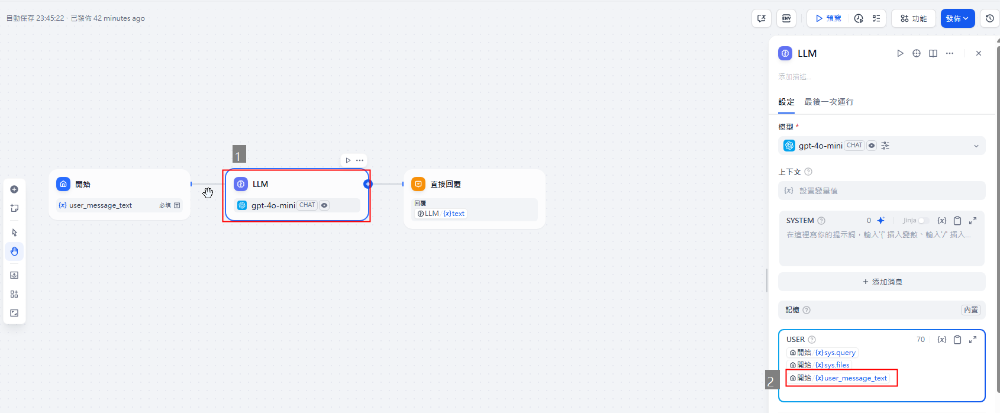 自動保存 23:45:22 · 已發佈 42 minutes ago
ENV
預覽
功能
發佈
1
開始
{x} user_message_text 必填
LLM
gpt-4o-mini CHAT
直接回覆
回覆
LLM / {x} text
LLM
添加描述...
設定 最後一次運行
模型 *
gpt-4o-mini CHAT
上下文 ?
{x} 設置變量值
SYSTEM ? 0 Jinja {x}
在這裡寫你的提示詞，輸入'{' 插入變數、輸入'/' 插入...
+ 添加消息
記憶 ? 內置
USER ? 70 {x}
開始 / {x} sys.query
開始 / {x} sys.files
2
開始 / {x} user_message_text